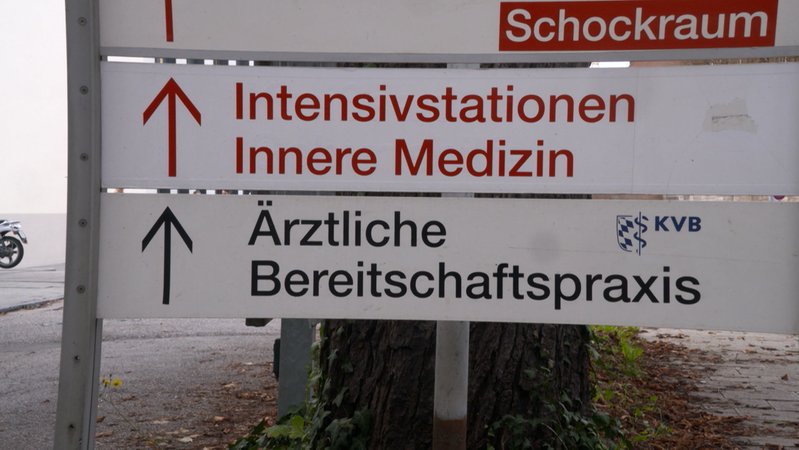 Schockraum
Intensivstationen
Innere Medizin
Ärztliche
KVB
Bereitschaftspraxis